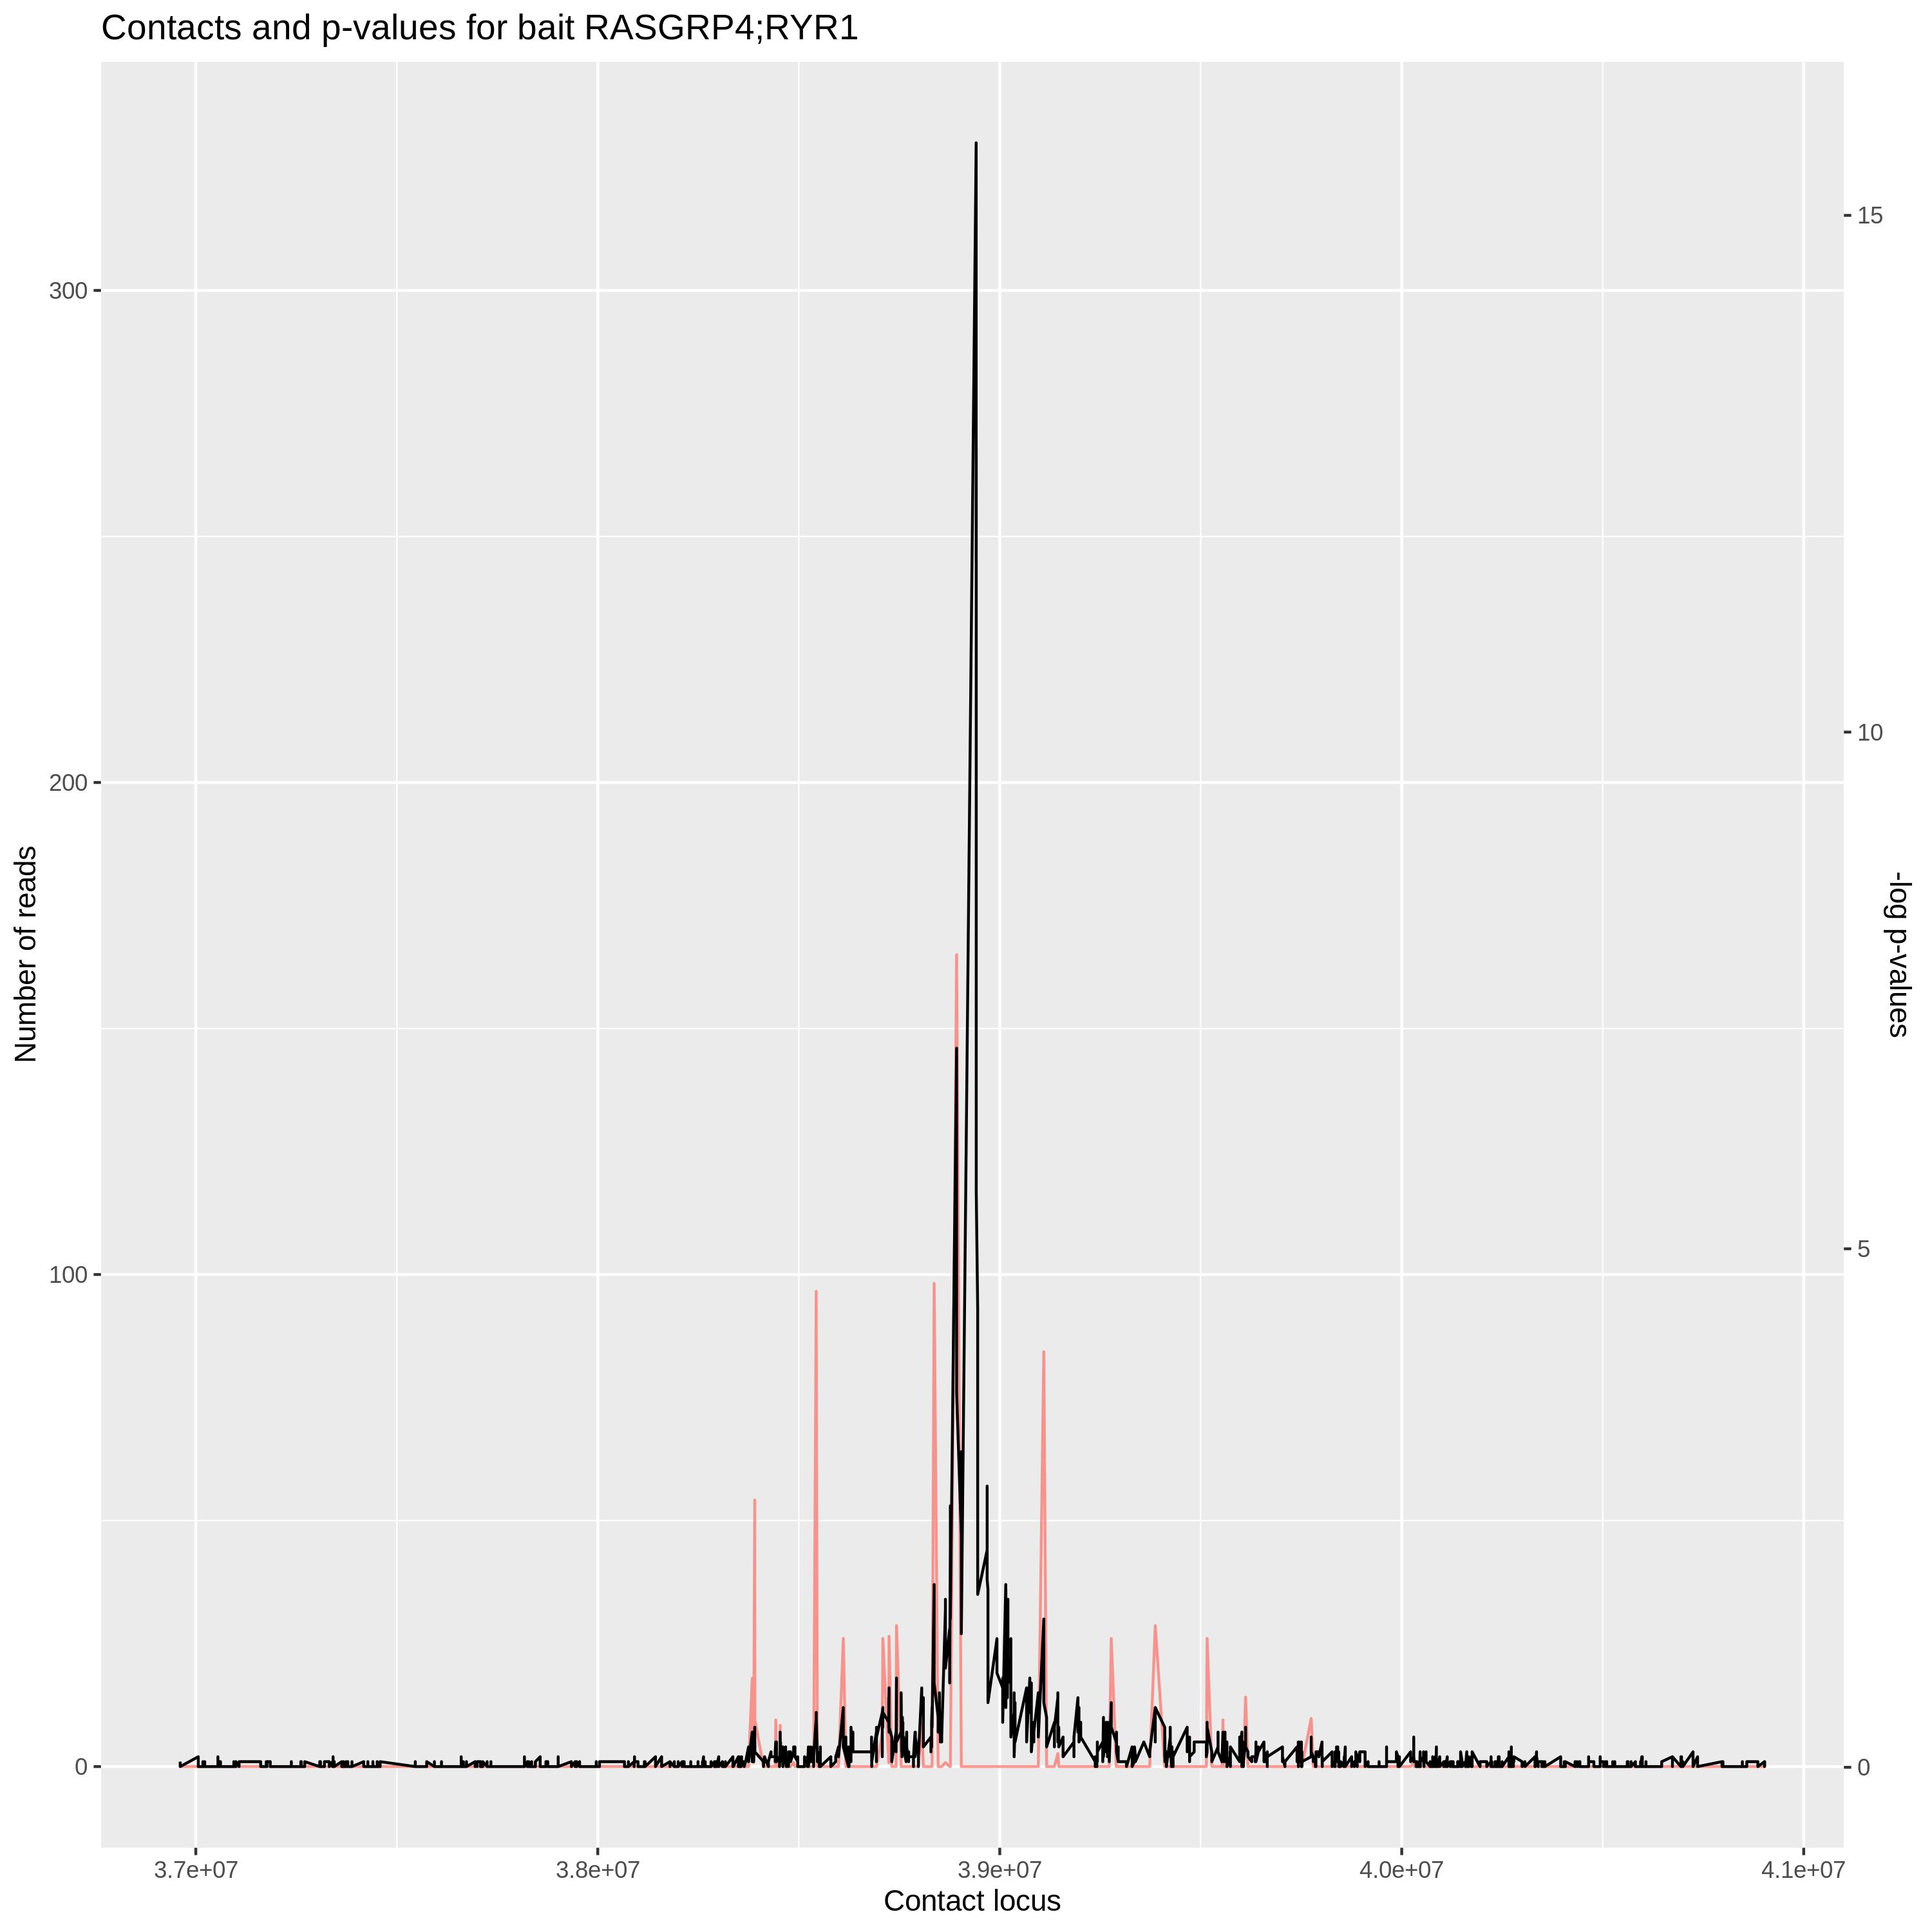 Contacts and p-values for bait RASGRP4;RYR1
300
200
100
0
Number of reads
15
10
5
0
-log p-values
3.7e+07
3.8e+07
3.9e+07
4.0e+07
4.1e+07
Contact locus